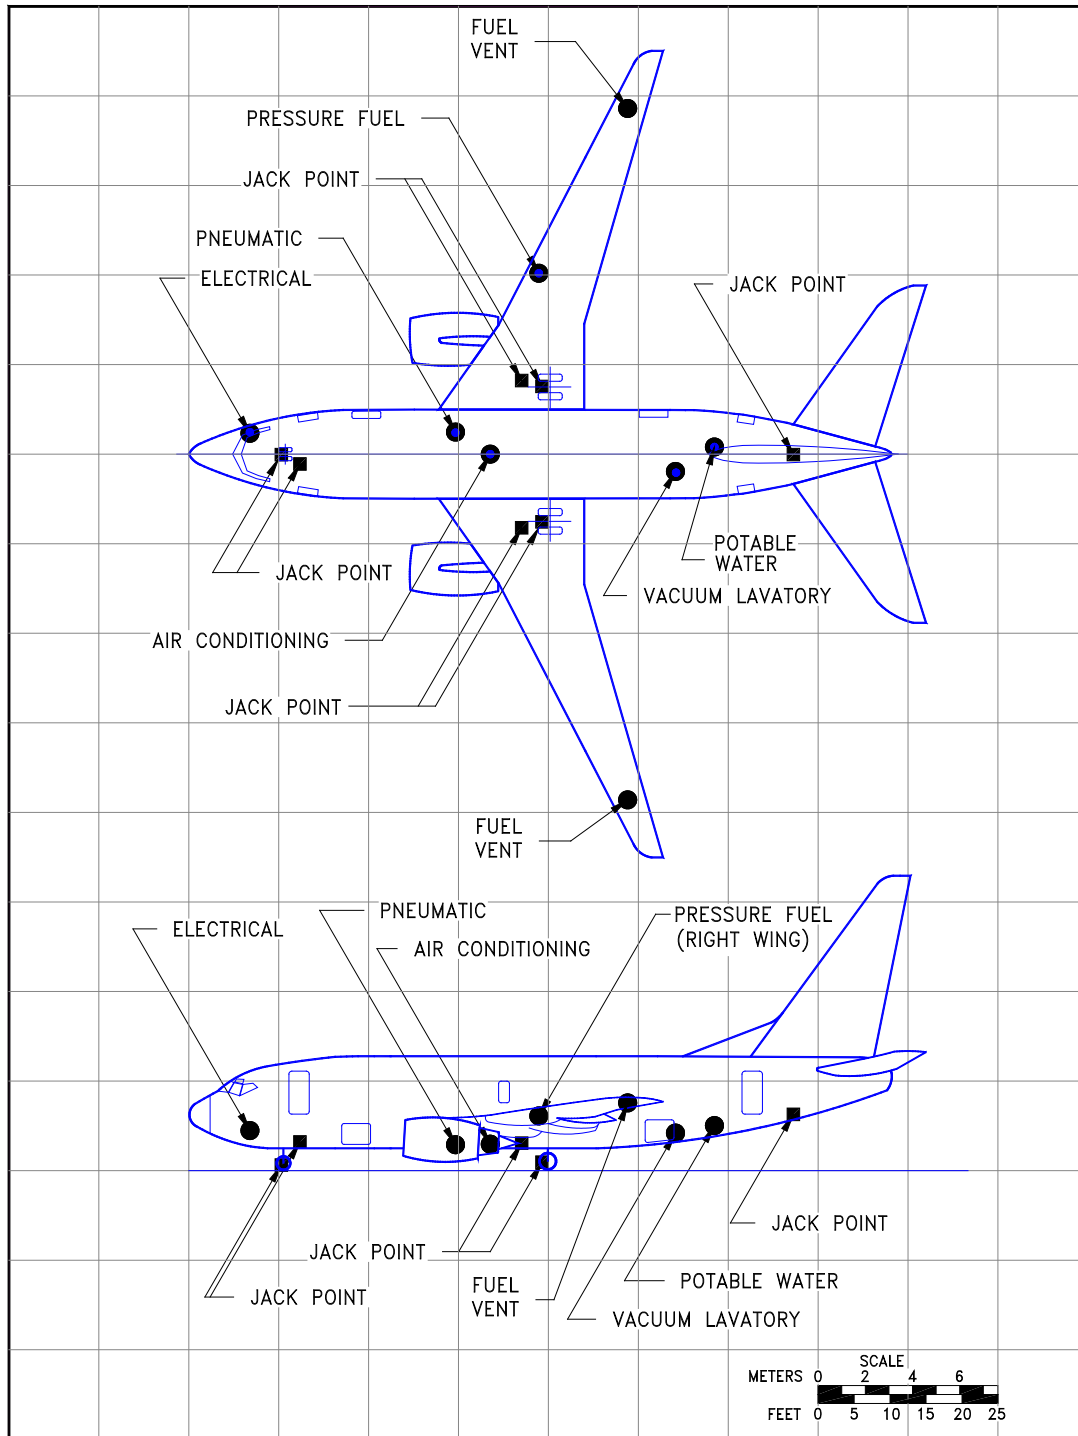 FUEL
VENT
PRESSURE FUEL
JACK POINT
PNEUMATIC
ELECTRICAL
JACK POINT
POTABLE
WATER
JACK POINT
VACUUM LAVATORY
AIR CONDITIONING
JACK POINT
FUEL
VENT
PNEUMATIC
PRESSURE FUEL
(RIGHT WING)
ELECTRICAL
AIR CONDITIONING
JACK POINT
JACK POINT
POTABLE WATER
FUEL
VENT
JACK POINT
VACUUM LAVATORY
SCALE
METERS 0 2 4 6
FEET 0 5 10 15 20 25